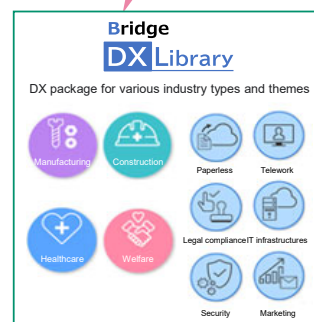 Bridge
DX Library
DX package for various industry types and themes
Manufacturing
Construction
Paperless
Telework
Legal compliance
IT infrastructures
Healthcare
Welfare
Security
Marketing